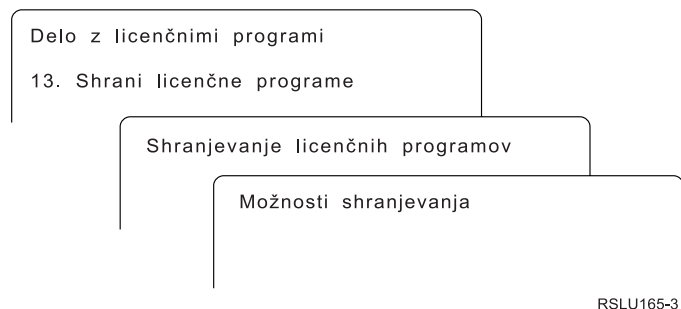 Delo z licenčnimi programi
13. Shrani licenčne programe
Shranjevanje licenčnih programov
Možnosti shranjevanja
RSLU165-3